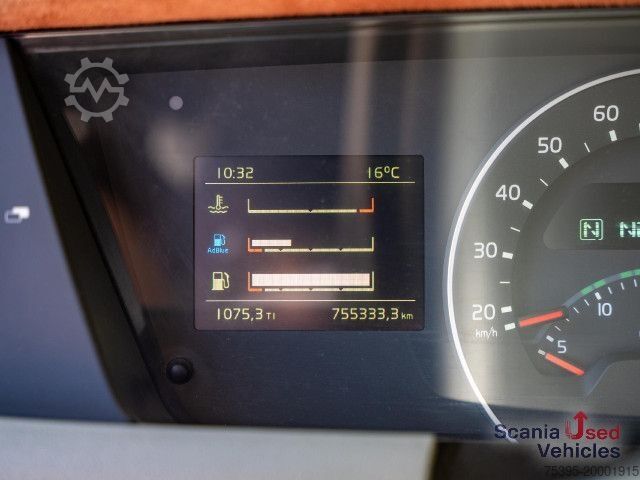 10:32 16°C
AdBlue
1075,3 TI 755333,3 km
60
50
40
30
20
km/h
N
10
5
Scania Used
Vehicles
75395-20001915